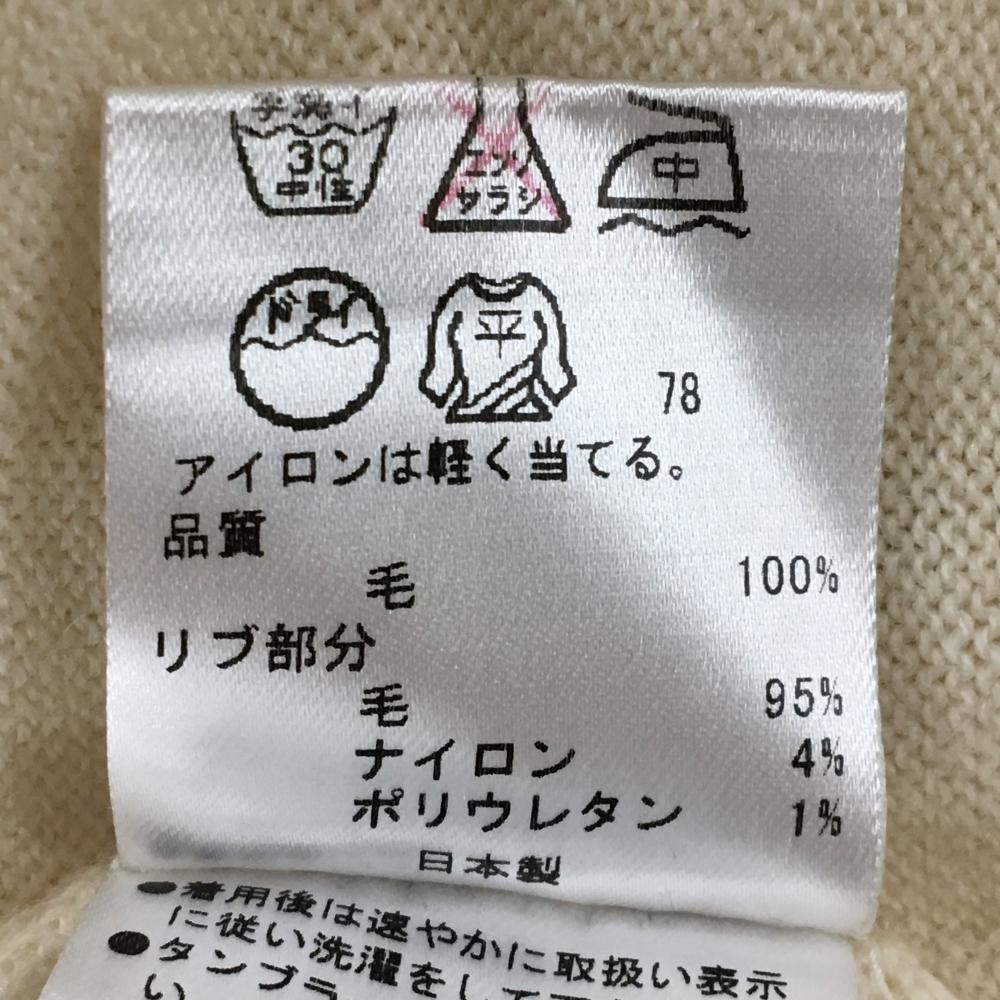 手洗イ
30
中性
エンソ
サラシ
中
ドライ
平
78
アイロンは軽く当てる。
品質
毛 100%
リブ部分
毛 95%
ナイロン 4%
ポリウレタン 1%
日本製
●着用後は速やかに取扱い表示
に従い洗濯をして
●タンブラ
い